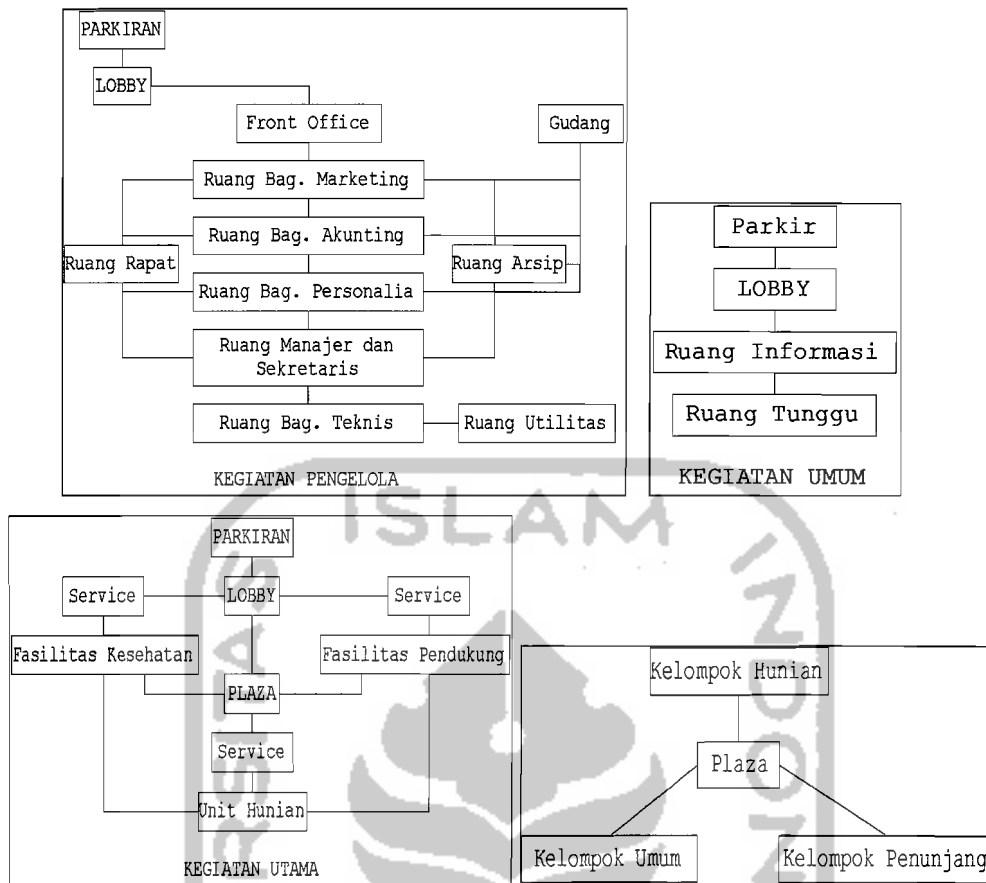 PARKIRAN
LOBBY
Front Office
Gudang
Ruang Bag. Marketing
Ruang Bag. Akunting
Ruang Rapat
Ruang Arsip
Ruang Bag. Personalia
Ruang Manajer dan
Sekretaris
Ruang Bag. Teknis
Ruang Utilitas
KEGIATAN PENGELOLA
Parkir
LOBBY
Ruang Informasi
Ruang Tunggu
KEGIATAN UMUM
PARKIRAN
Service
LOBBY
Service
Fasilitas Kesehatan
Fasilitas Pendukung
PLAZA
Service
Unit Hunian
KEGIATAN UTAMA
Kelompok Hunian
Plaza
Kelompok Umum
Kelompok Penunjang
ISLAM
RSITAS
INDON